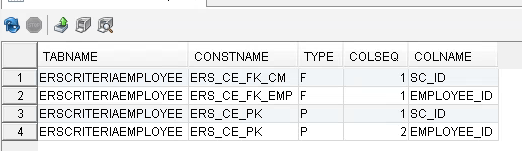 TABNAME CONSTNAME TYPE COLSEQ COLNAME
1 ERSCRITERIAEMPLOYEE ERS_CE_FK_CM F 1 SC_ID
2 ERSCRITERIAEMPLOYEE ERS_CE_FK_EMP F 1 EMPLOYEE_ID
3 ERSCRITERIAEMPLOYEE ERS_CE_PK P 1 SC_ID
4 ERSCRITERIAEMPLOYEE ERS_CE_PK P 2 EMPLOYEE_ID